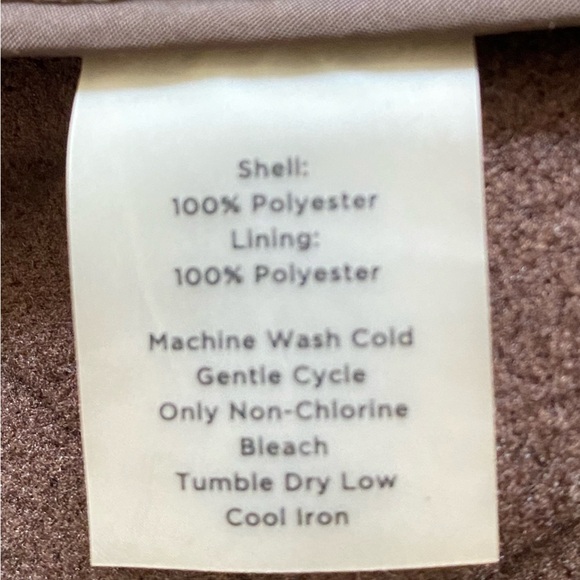 Shell:
100% Polyester
Lining:
100% Polyester
Machine Wash Cold
Gentle Cycle
Only Non-Chlorine
Bleach
Tumble Dry Low
Cool Iron